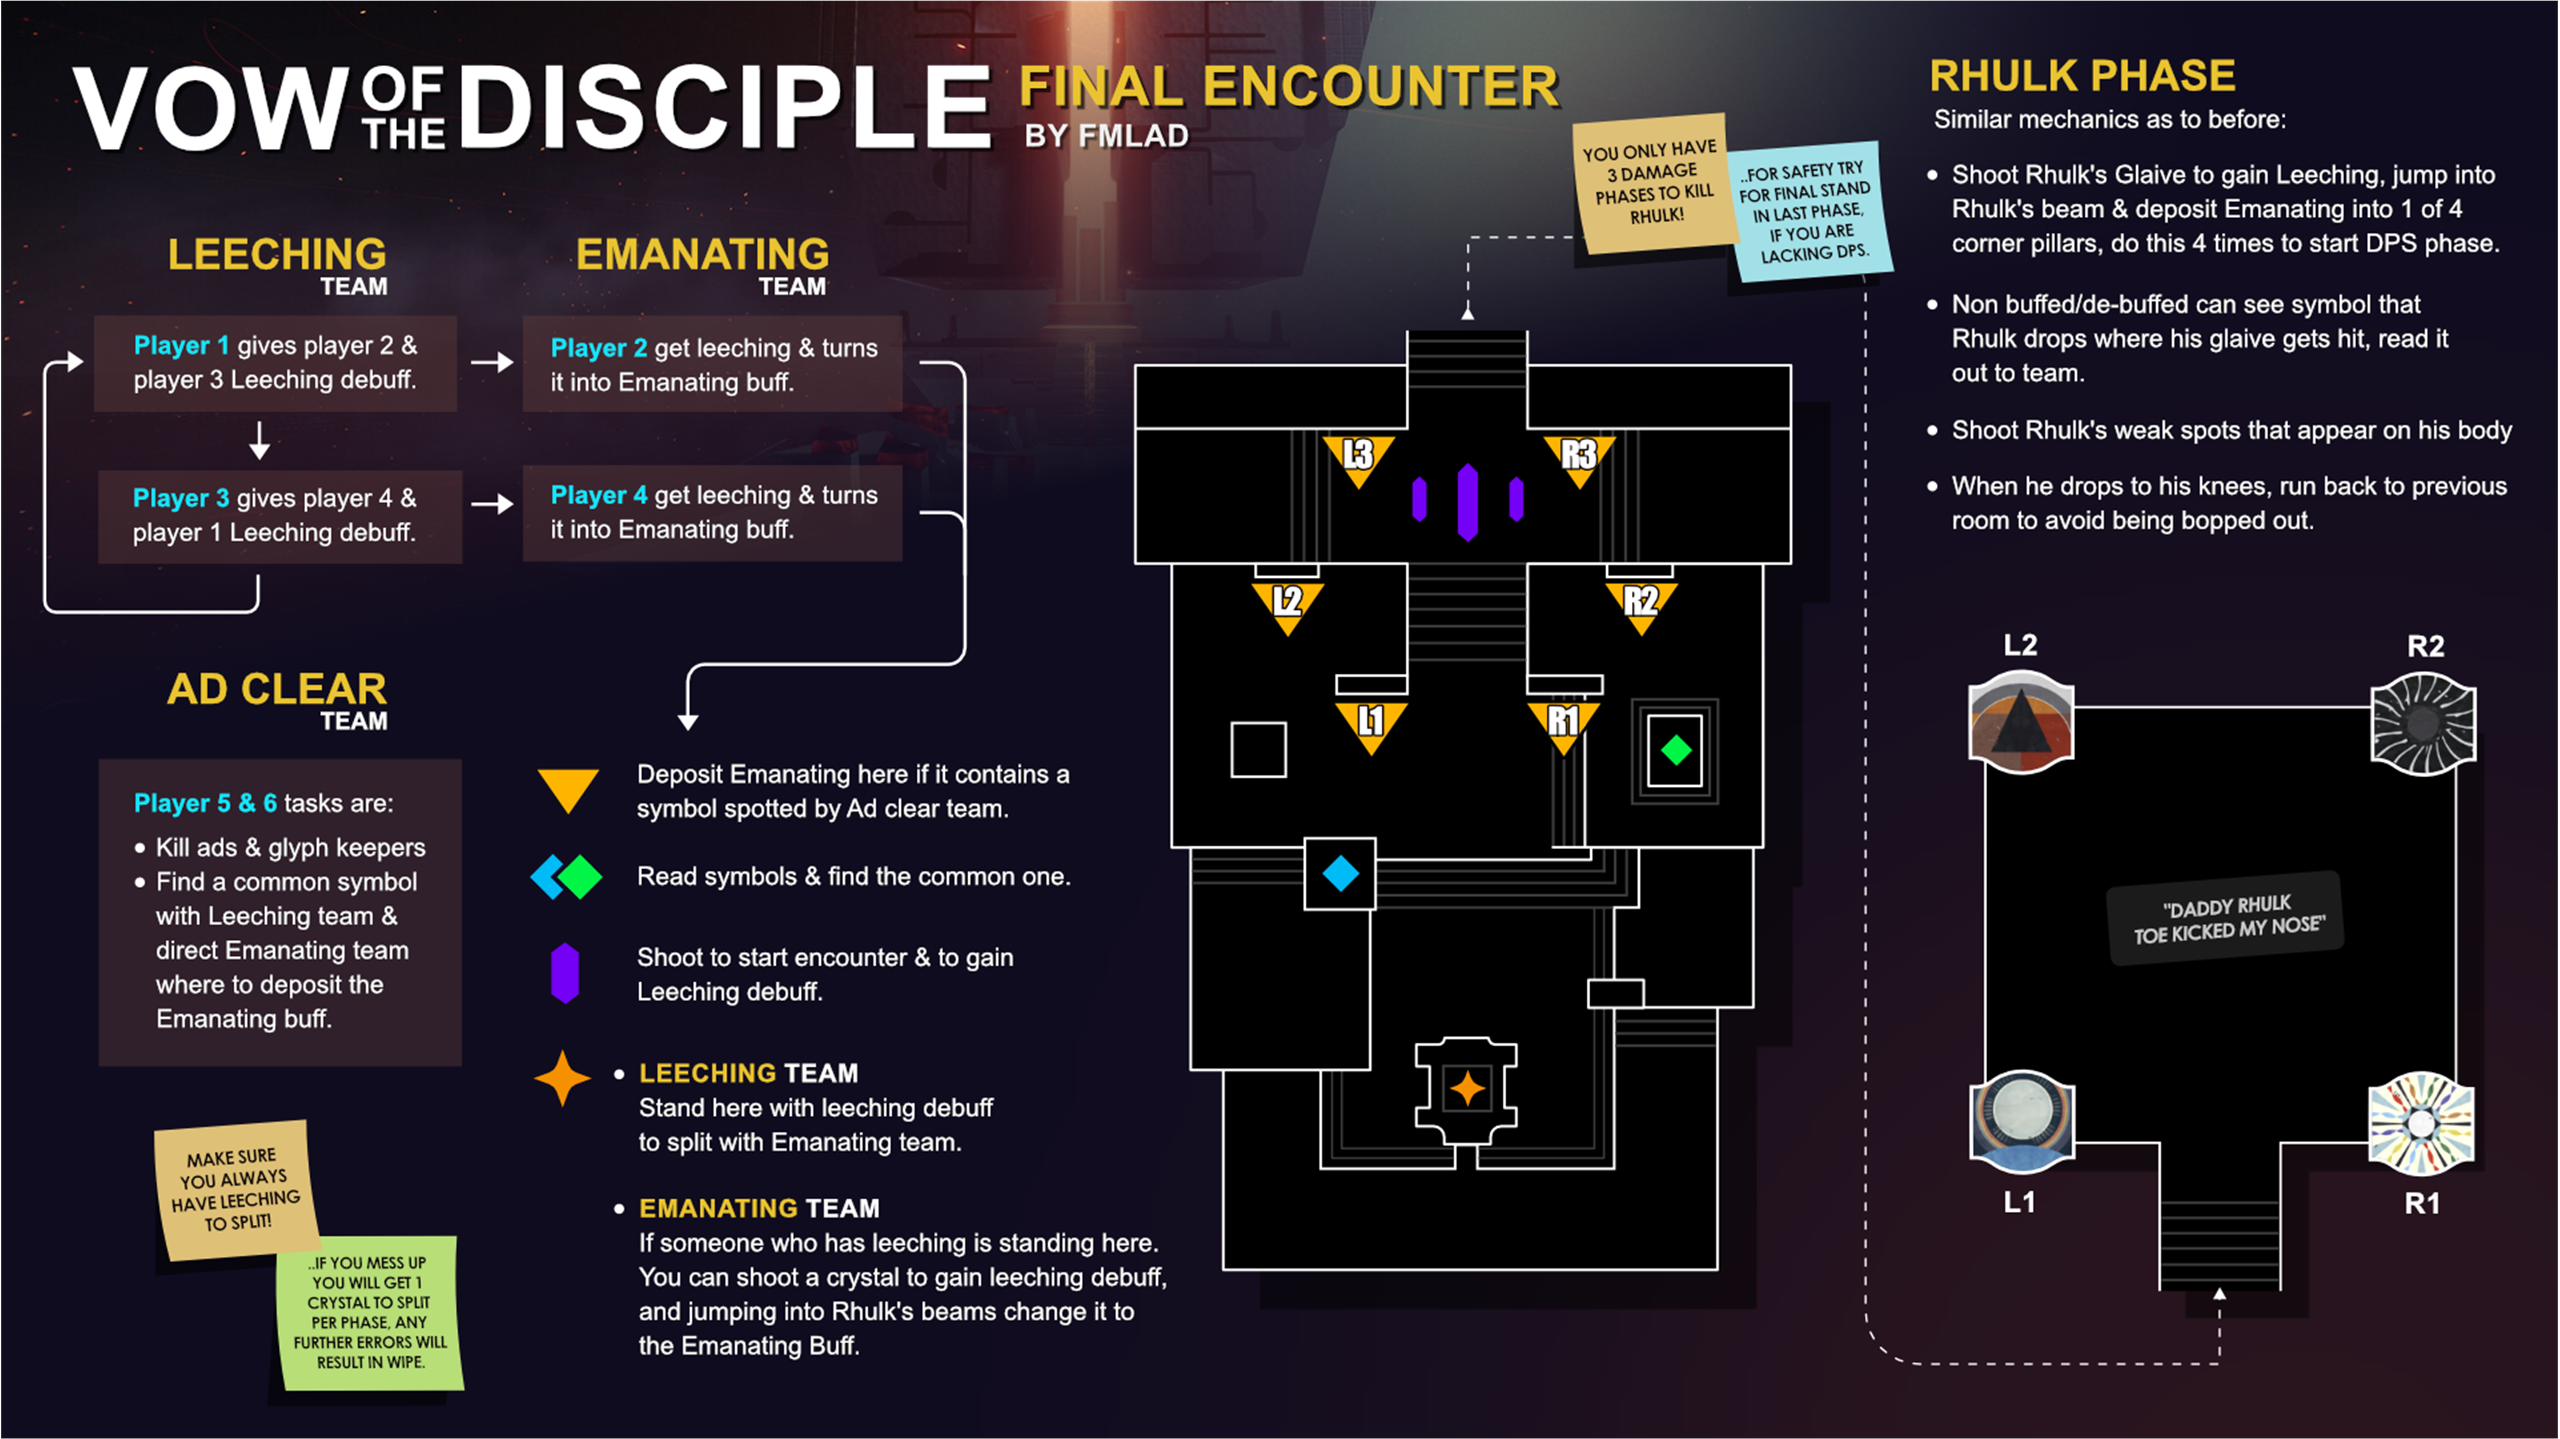 VOW OF THE DISCIPLE
FINAL ENCOUNTER
BY FMLAD
LEECHING
TEAM
Player 1 gives player 2 &
player 3 Leeching debuff.
Player 3 gives player 4 &
player 1 Leeching debuff.
EMANATING
TEAM
Player 2 get leeching & turns
it into Emanating buff.
Player 4 get leeching & turns
it into Emanating buff.
AD CLEAR
TEAM
Player 5 & 6 tasks are:
• Kill ads & glyph keepers
• Find a common symbol
with Leeching team &
direct Emanating team
where to deposit the
Emanating buff.
MAKE SURE
YOU ALWAYS
HAVE LEECHING
TO SPLIT!
..IF YOU MESS UP
YOU WILL GET 1
CRYSTAL TO SPLIT
PER PHASE, ANY
FURTHER ERRORS WILL
RESULT IN WIPE.
Deposit Emanating here if it contains a
symbol spotted by Ad clear team.
Read symbols & find the common one.
Shoot to start encounter & to gain
Leeching debuff.
• LEECHING TEAM
Stand here with leeching debuff
to split with Emanating team.
• EMANATING TEAM
If someone who has leeching is standing here.
You can shoot a crystal to gain leeching debuff,
and jumping into Rhulk's beams change it to
the Emanating Buff.
YOU ONLY HAVE
3 DAMAGE
PHASES TO KILL
RHULK!
..FOR SAFETY TRY
FOR FINAL STAND
IN LAST PHASE,
IF YOU ARE
LACKING DPS.
L3
R3
L2
R2
L1
R1
RHULK PHASE
Similar mechanics as to before:
• Shoot Rhulk's Glaive to gain Leeching, jump into
Rhulk's beam & deposit Emanating into 1 of 4
corner pillars, do this 4 times to start DPS phase.
• Non buffed/de-buffed can see symbol that
Rhulk drops where his glaive gets hit, read it
out to team.
• Shoot Rhulk's weak spots that appear on his body
• When he drops to his knees, run back to previous
room to avoid being bopped out.
L2
R2
"DADDY RHULK
TOE KICKED MY NOSE"
L1
R1